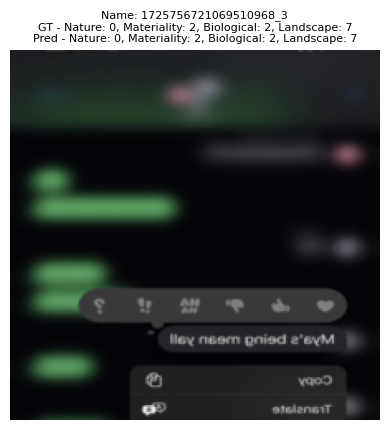 Name: 1725756721069510968_3
GT - Nature: 0, Materiality: 2, Biological: 2, Landscape: 7
Pred - Nature: 0, Materiality: 2, Biological: 2, Landscape: 7
? !! HA HA
Mya's being mean yall
Copy
Translate